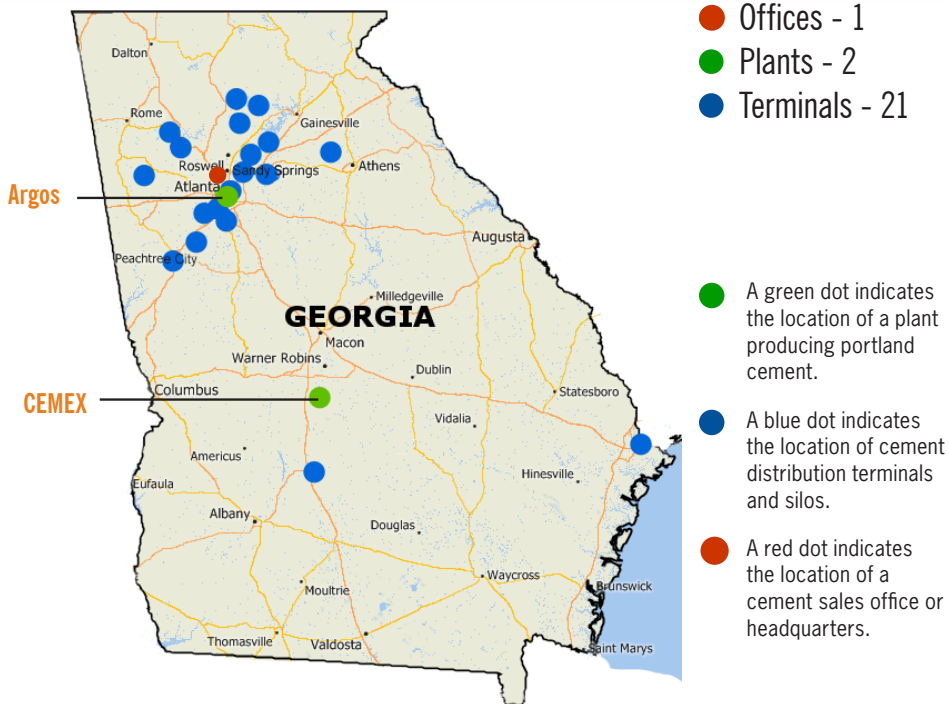 Offices - 1
Plants - 2
Terminals - 21
Dalton
Rome
Gainesville
Roswell
Sandy Springs
Athens
Atlanta
Argos
Augusta
Peachtree City
Milledgeville
GEORGIA
Macon
Warner Robins
Dublin
Columbus
Statesboro
CEMEX
Vidalia
Americus
Hinesville
Eufaula
Albany
Douglas
Waycross
Moultrie
Brunswick
Thomasville
Valdosta
Saint Marys
A green dot indicates
the location of a plant
producing portland
cement.
A blue dot indicates
the location of cement
distribution terminals
and silos.
A red dot indicates
the location of a
cement sales office or
headquarters.